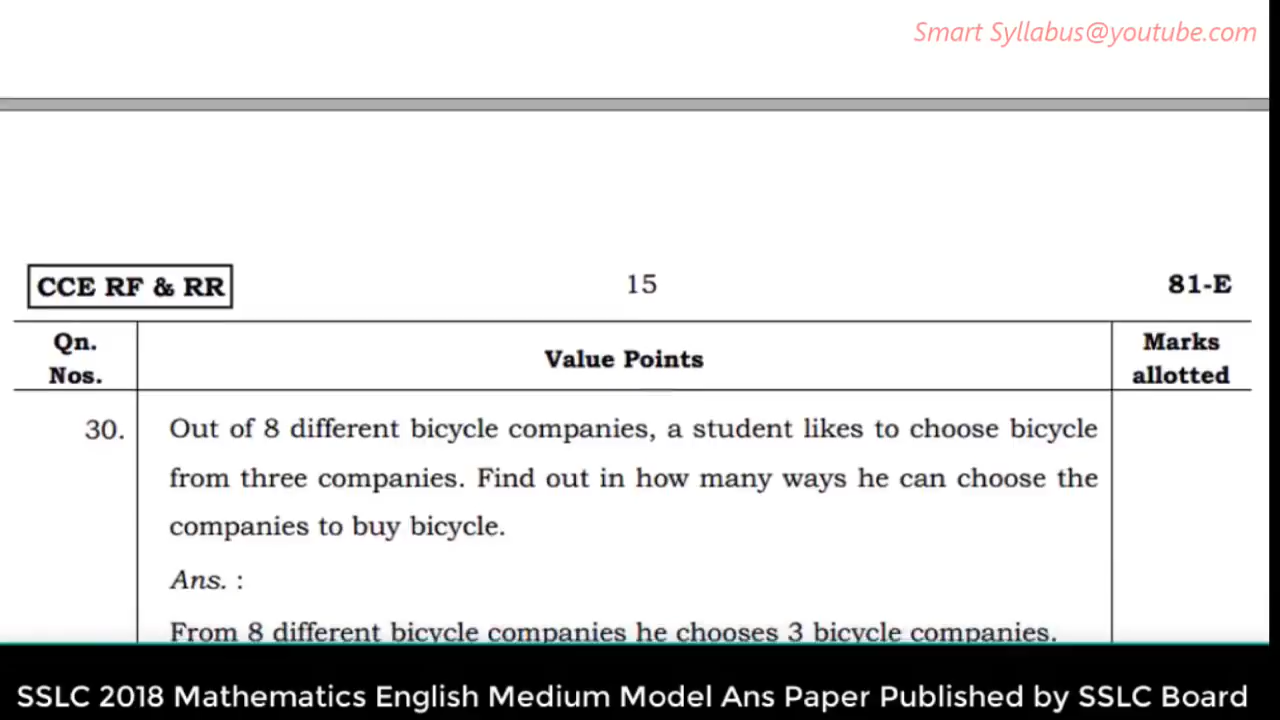 Smart Syllabus@youtube.com
CCE RF & RR
15
81-E
Qn.
Nos.
Value Points
Marks
allotted
30.
Out of 8 different bicycle companies, a student likes to choose bicycle
from three companies. Find out in how many ways he can choose the
companies to buy bicycle.
Ans. :
From 8 different bicycle companies he chooses 3 bicycle companies.
SSLC 2018 Mathematics English Medium Model Ans Paper Published by SSLC Board